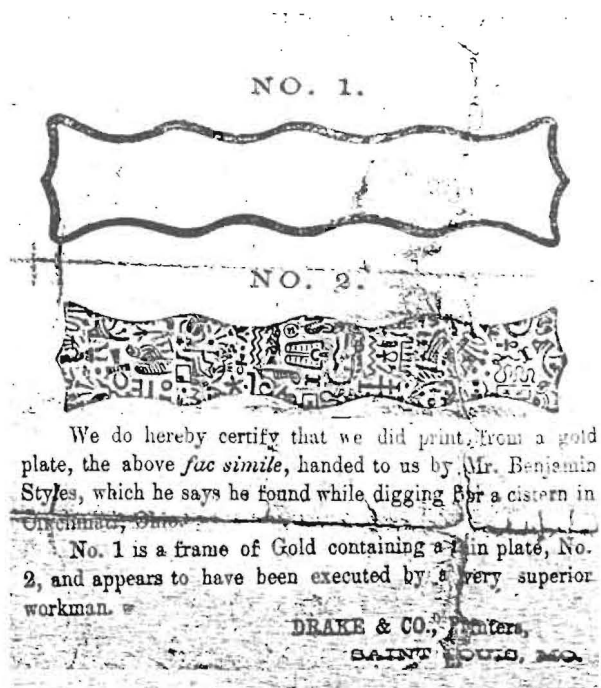 NO. 1.
NO. 2.
We do hereby certify that we did print, from a gold
plate, the above fac simile, handed to us by Mr. Benjamin
Styles, which he says he found while digging for a cistern in
Cincinnati, Ohio.
No. 1 is a frame of Gold containing a thin plate, No.
2, and appears to have been executed by a very superior
workman.
DRAKE & CO., Printers,
SAINT LOUIS, MO.